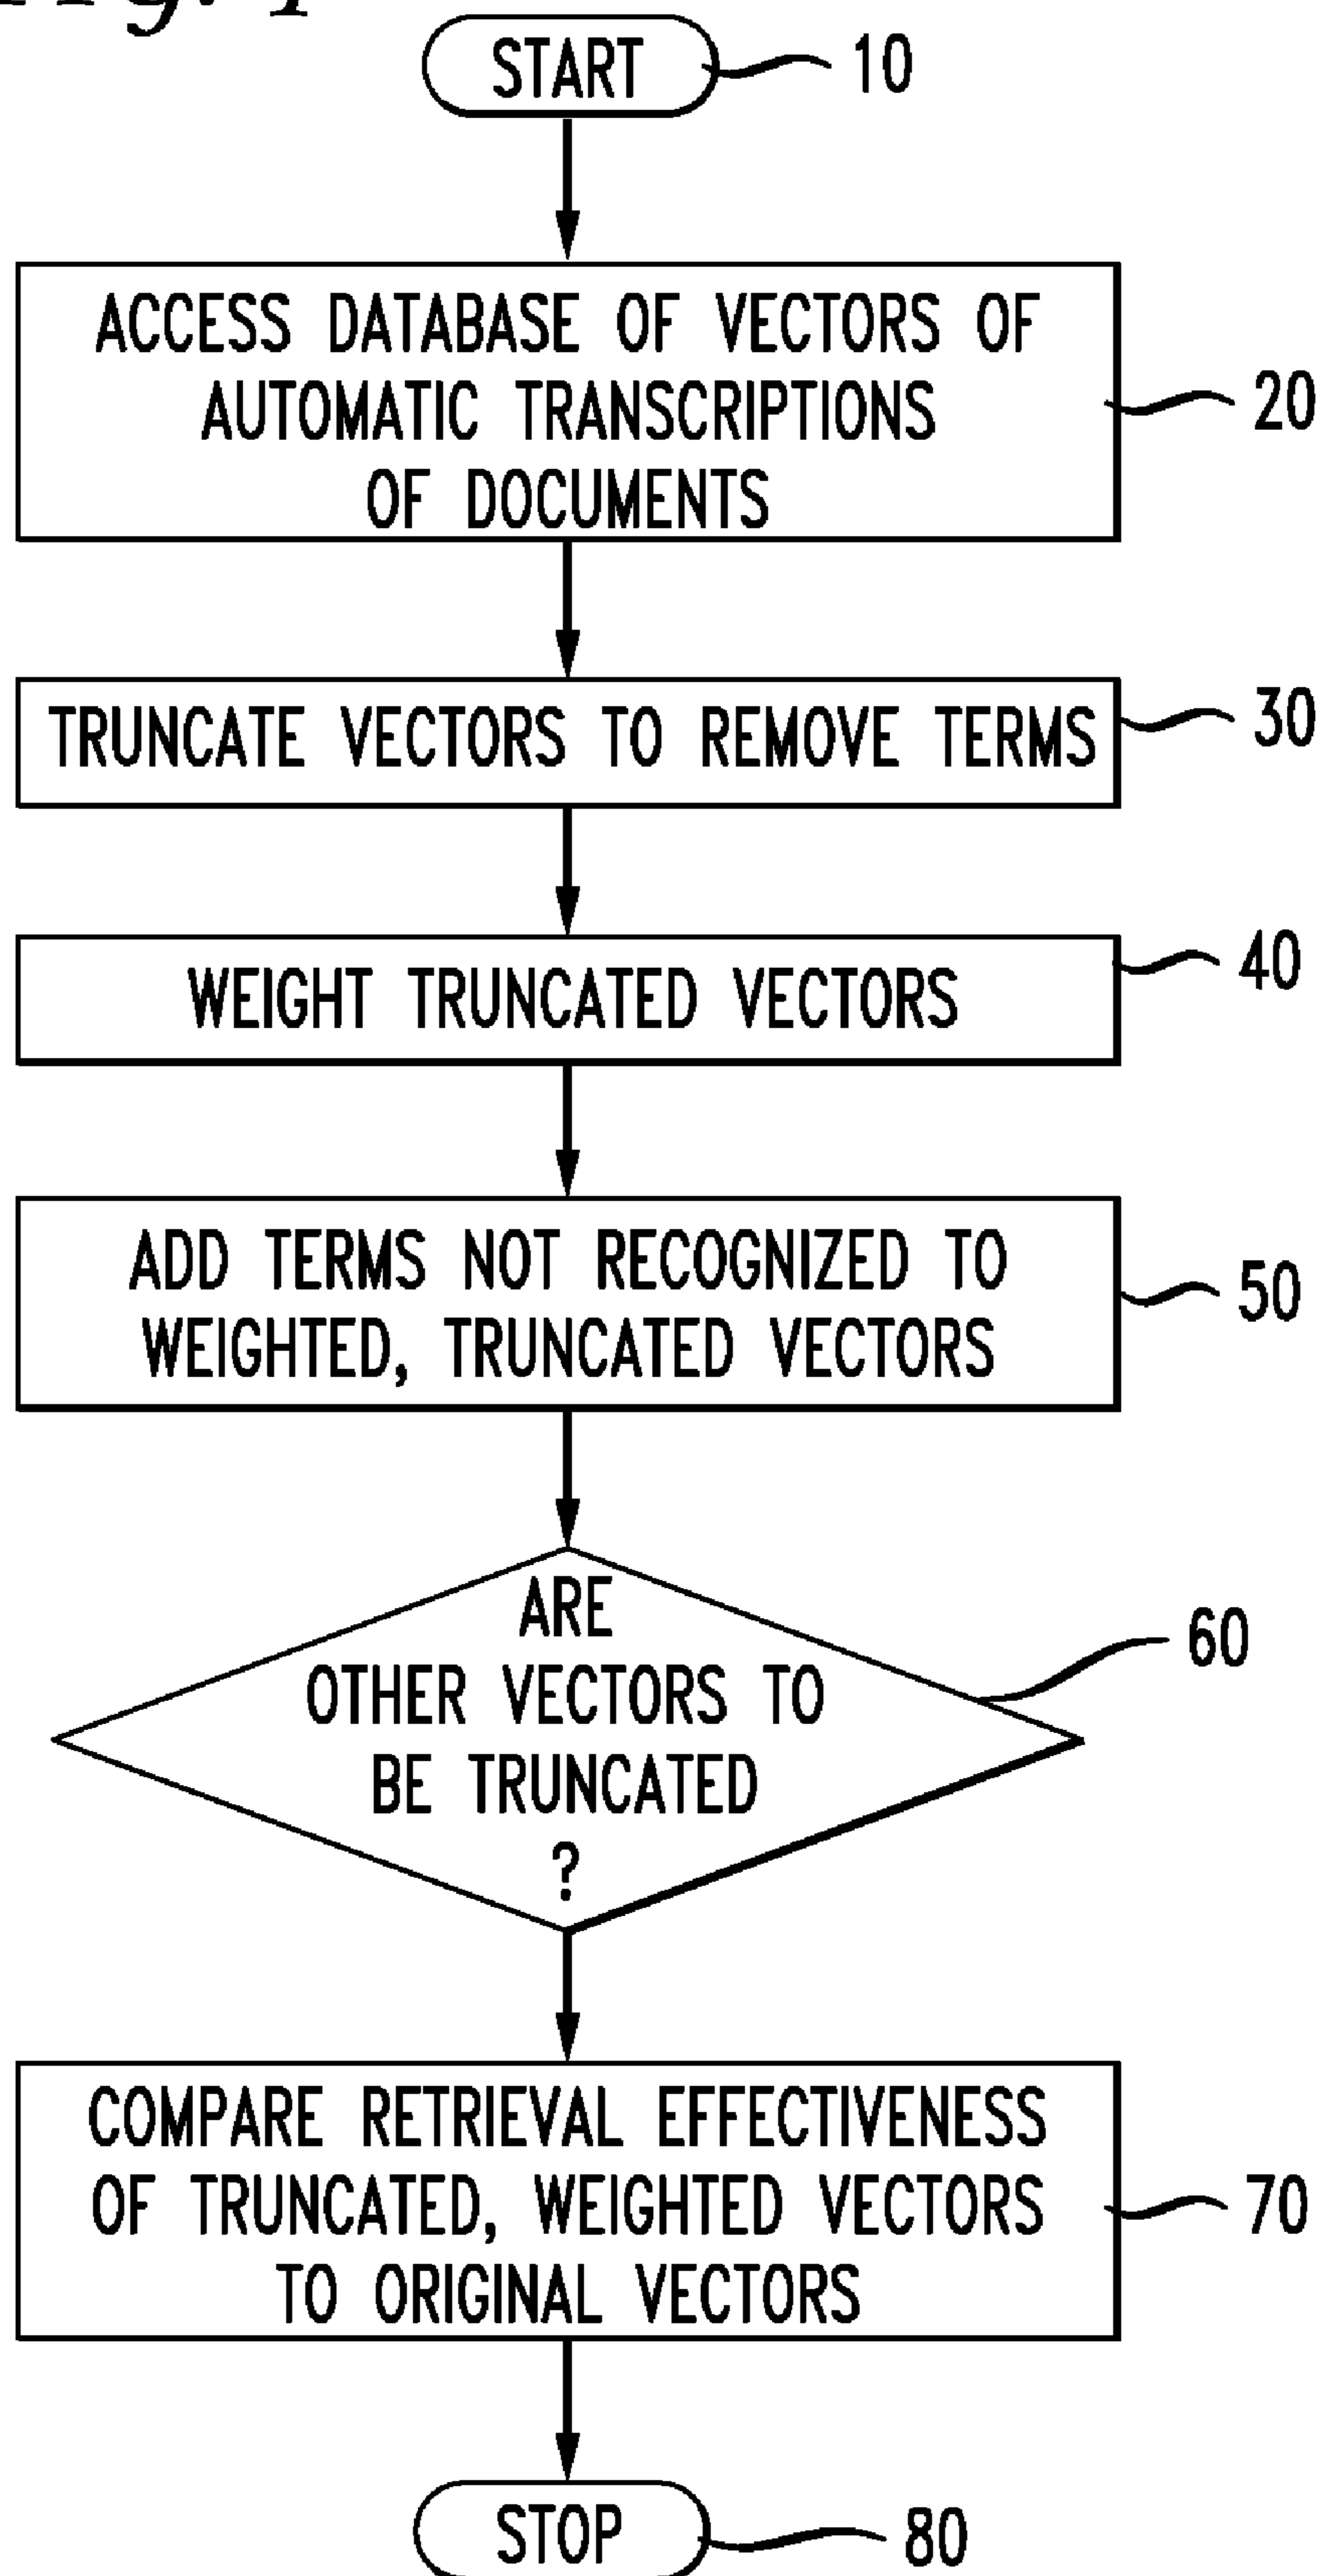 START
10
ACCESS DATABASE OF VECTORS OF
AUTOMATIC TRANSCRIPTIONS
OF DOCUMENTS
20
TRUNCATE VECTORS TO REMOVE TERMS
30
WEIGHT TRUNCATED VECTORS
40
ADD TERMS NOT RECOGNIZED TO
WEIGHTED, TRUNCATED VECTORS
50
ARE
OTHER VECTORS TO
BE TRUNCATED
?
60
COMPARE RETRIEVAL EFFECTIVENESS
OF TRUNCATED, WEIGHTED VECTORS
TO ORIGINAL VECTORS
70
STOP
80